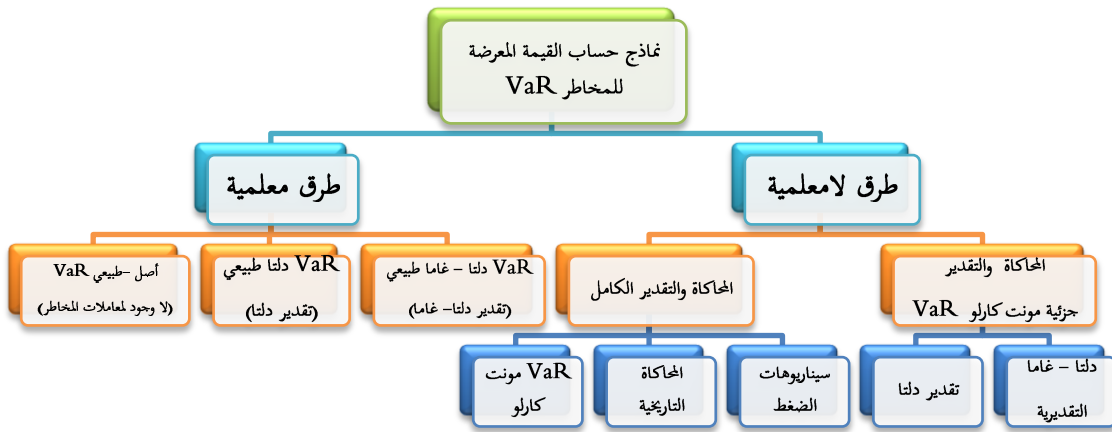 نماذج حساب القيمة المعرضة
للمخاطر VaR
طرق لامعلمية
طرق معلمية
المحاكاة والتقدير
جزئية مونت كارلو VaR
المحاكاة والتقدير الكامل
VaR دلتا – غاما طبيعي
(تقدير دلتا– غاما)
VaR دلتا طبيعي
(تقدير دلتا)
أصل –طبيعي VaR
(لا وجود لمعاملات المخاطر)
دلتا – غاما
التقديرية
تقدير دلتا
سيناريوهات
الضغط
المحاكاة
التاريخية
VaR مونت
كارلو